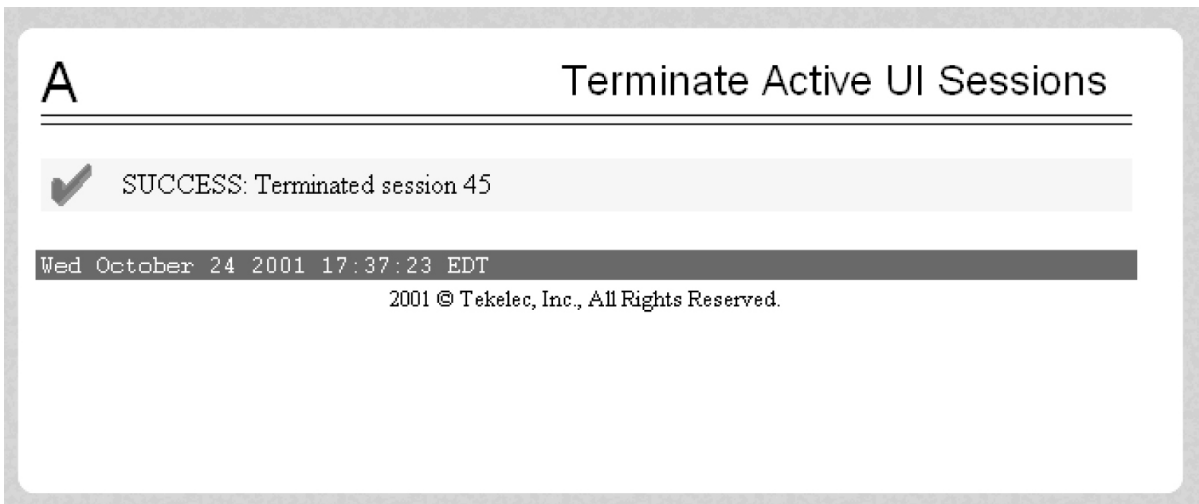 A
Terminate Active UI Sessions
SUCCESS: Terminated session 45
Wed October 24 2001 17:37:23 EDT
2001 © Tekelec, Inc., All Rights Reserved.